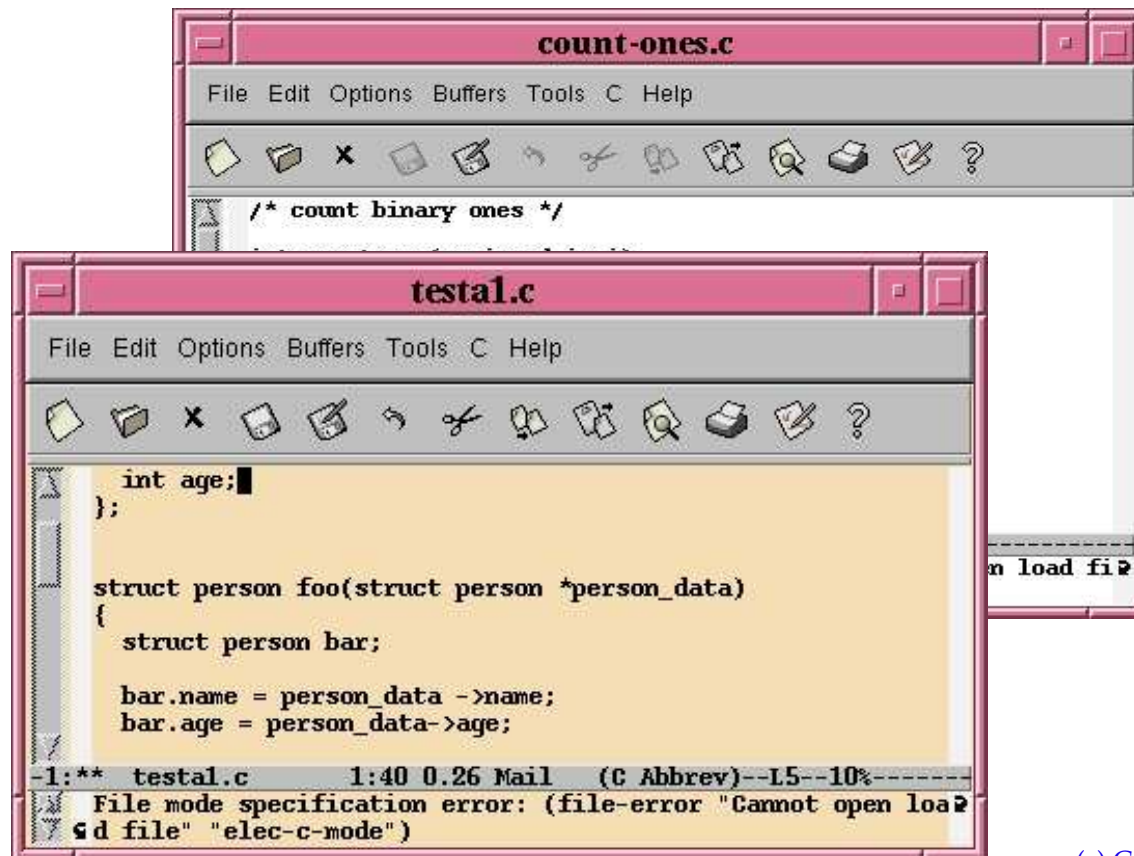 count-ones.c
File Edit Options Buffers Tools C Help
/* count binary ones */
testa1.c
File Edit Options Buffers Tools C Help
int age;
};
struct person foo(struct person *person_data)
{
struct person bar;
bar.name = person_data ->name;
bar.age = person_data->age;
-1:** testa1.c 1:40 0.26 Mail (C Abbrev)--L5--10%-------
File mode specification error: (file-error "Cannot open loa
d file" "elec-c-mode")
n load fi